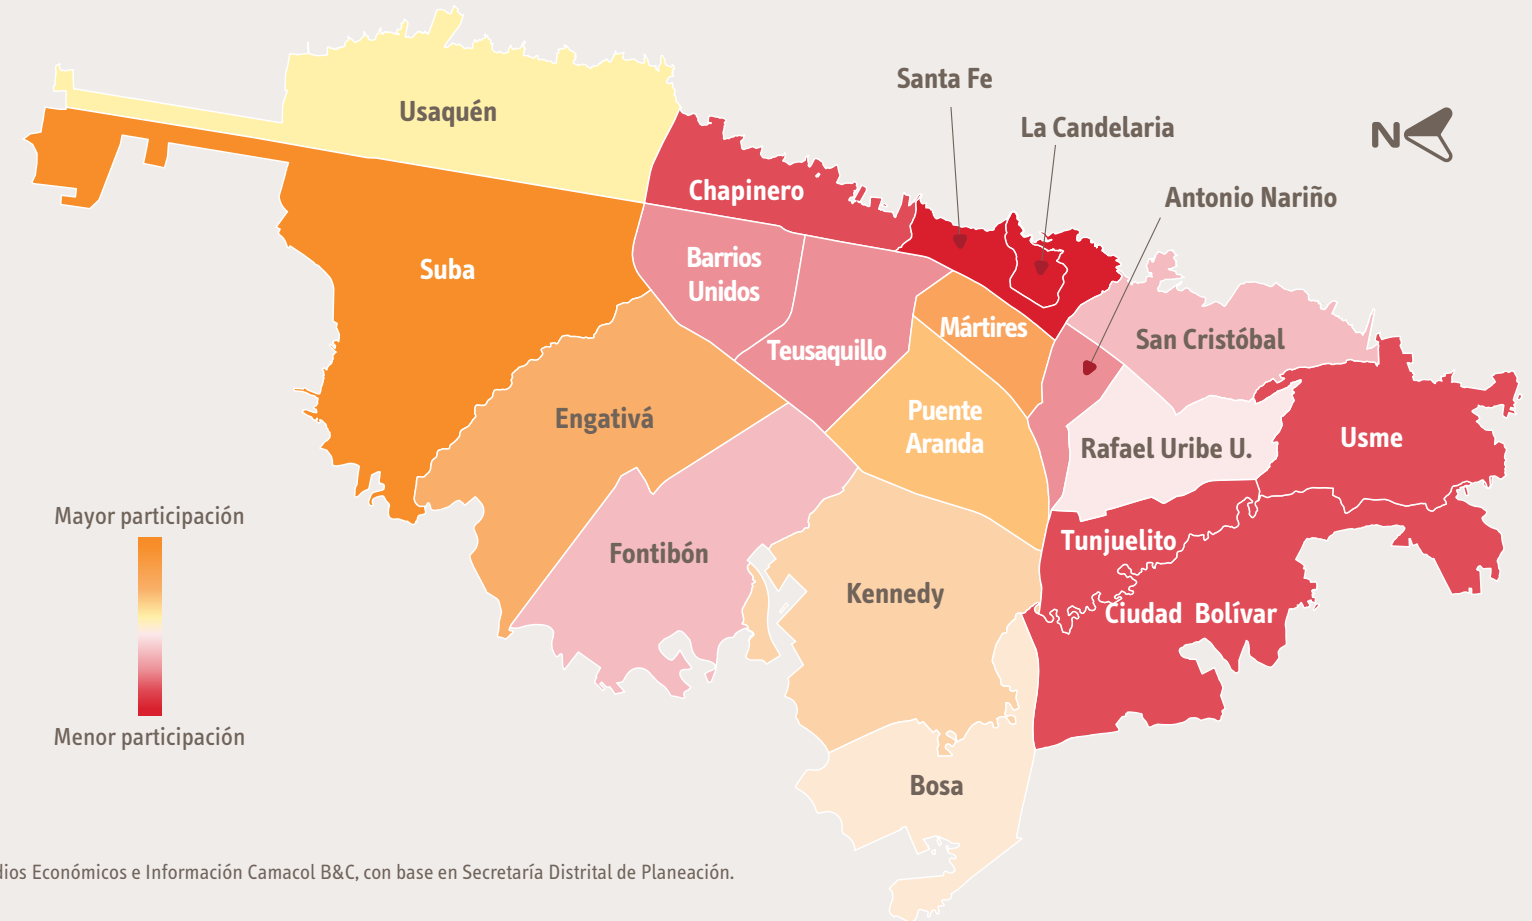 Santa Fe
Usaquén
La Candelaria
N
Chapinero
Antonio Nariño
Barrios
Unidos
Suba
Mártires
San Cristóbal
Teusaquillo
Engativá
Puente
Aranda
Usme
Rafael Uribe U.
Mayor participación
Tunjuelito
Fontibón
Kennedy
Ciudad Bolívar
Menor participación
Bosa
Económicos e Información Camacol B&C, con base en Secretaría Distrital de Planeación.